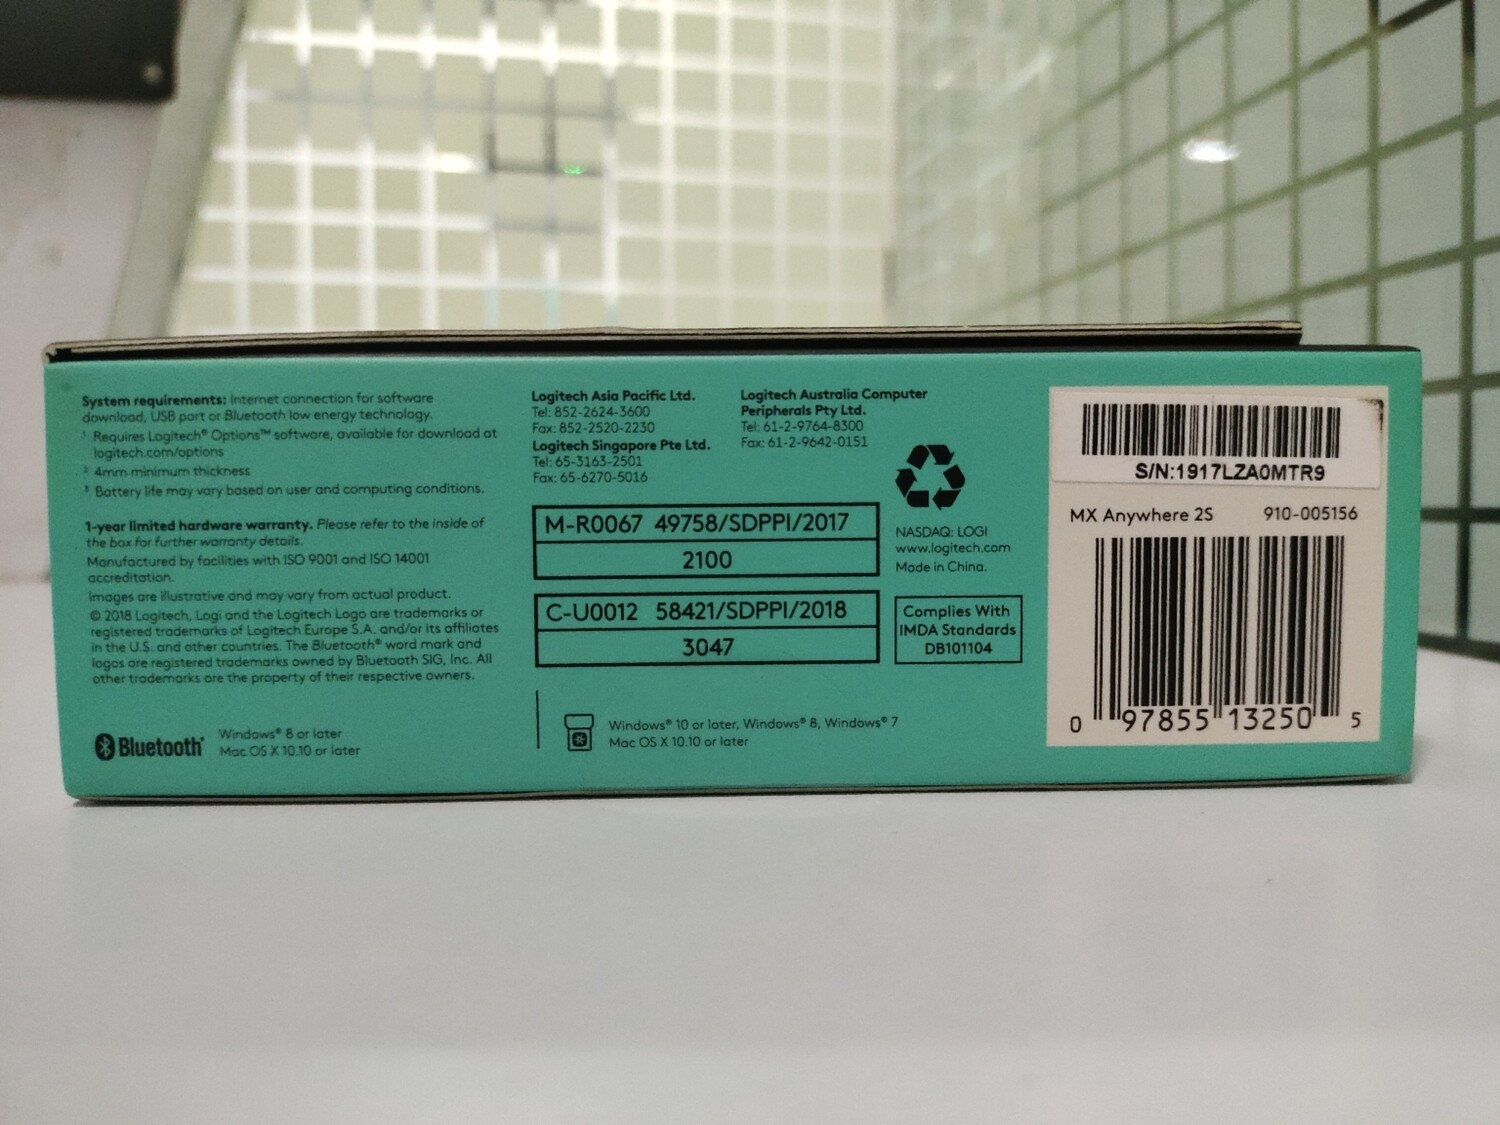 System requirements: Internet connection for software
download, USB port or Bluetooth low energy technology.
¹ Requires Logitech® Options™ software, available for download at
logitech.com/options
² 4mm minimum thickness
³ Battery life may vary based on user and computing conditions.
1-year limited hardware warranty. Please refer to the inside of
the box for further warranty details.
Manufactured by facilities with ISO 9001 and ISO 14001
accreditation.
Images are illustrative and may vary from actual product.
© 2018 Logitech, Logi and the Logitech Logo are trademarks or
registered trademarks of Logitech Europe S.A. and/or its affiliates
in the U.S. and other countries. The Bluetooth® word mark and
logos are registered trademarks owned by Bluetooth SIG, Inc. All
other trademarks are the property of their respective owners.
Bluetooth®
Windows® 8 or later
Mac OS X 10.10 or later
Logitech Asia Pacific Ltd.
Tel: 852-2624-3600
Fax: 852-2520-2230
Logitech Singapore Pte Ltd.
Tel: 65-3163-2501
Fax: 65-6270-5016
Logitech Australia Computer
Peripherals Pty Ltd.
Tel: 61-2-9764-8300
Fax: 61-2-9642-0151
M-R0067 49758/SDPPI/2017
2100
C-U0012 58421/SDPPI/2018
3047
NASDAQ: LOGI
www.logitech.com
Made in China.
Complies With
IMDA Standards
DB101104
Windows® 10 or later, Windows® 8, Windows® 7
Mac OS X 10.10 or later
S/N:1917LZA0MTR9
MX Anywhere 2S 910-005156
0 97855 13250 5